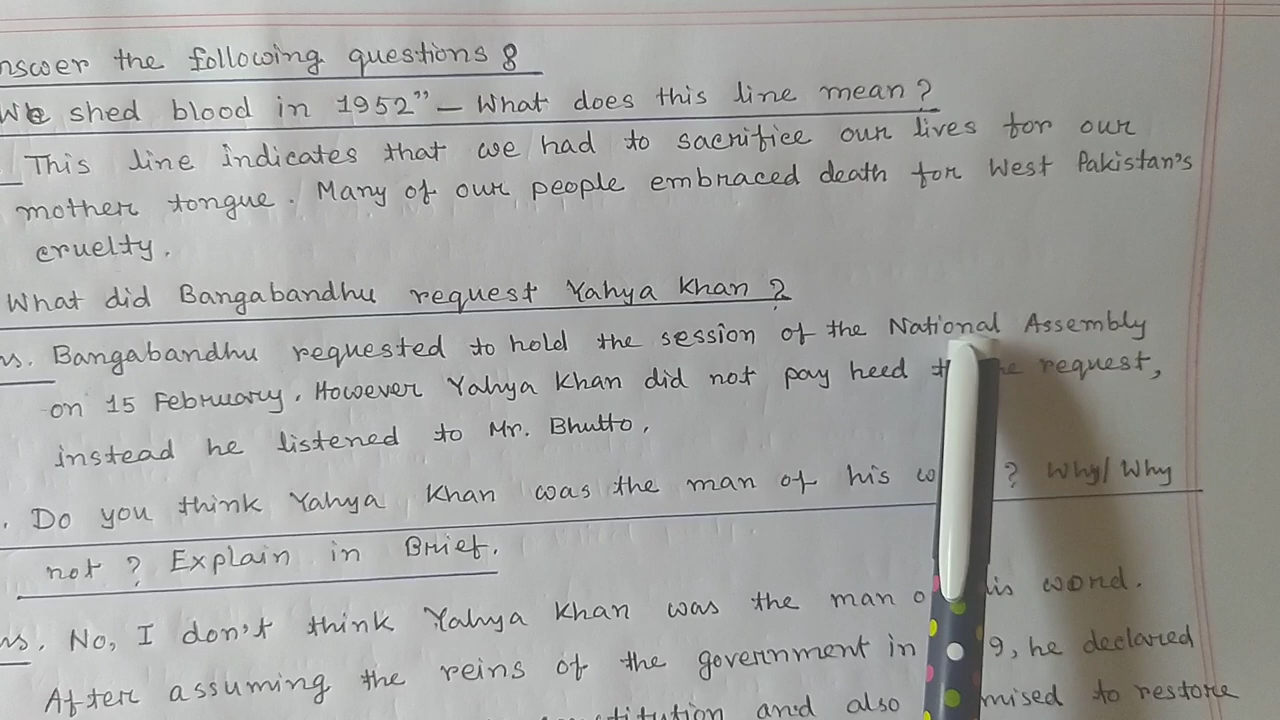 nswer the following questions 8
We shed blood in 1952" – What does this line mean?
This line indicates that we had to sacrifice our lives for our
mother tongue. Many of our people embraced death for West Pakistan's
cruelty.
What did Bangabandhu request Yahya Khan?
ns. Bangabandhu requested to hold the session of the National Assembly
on 15 February. However Yahya Khan did not pay heed request,
instead he listened to Mr. Bhutto.
. Do you think Yahya Khan was the man of his ? Why/Why
not? Explain in Brief.
ns. No, I don't think Yahya Khan was the man is word.
After assuming the reins of the government in 9, he declared
titution and also mised to restore